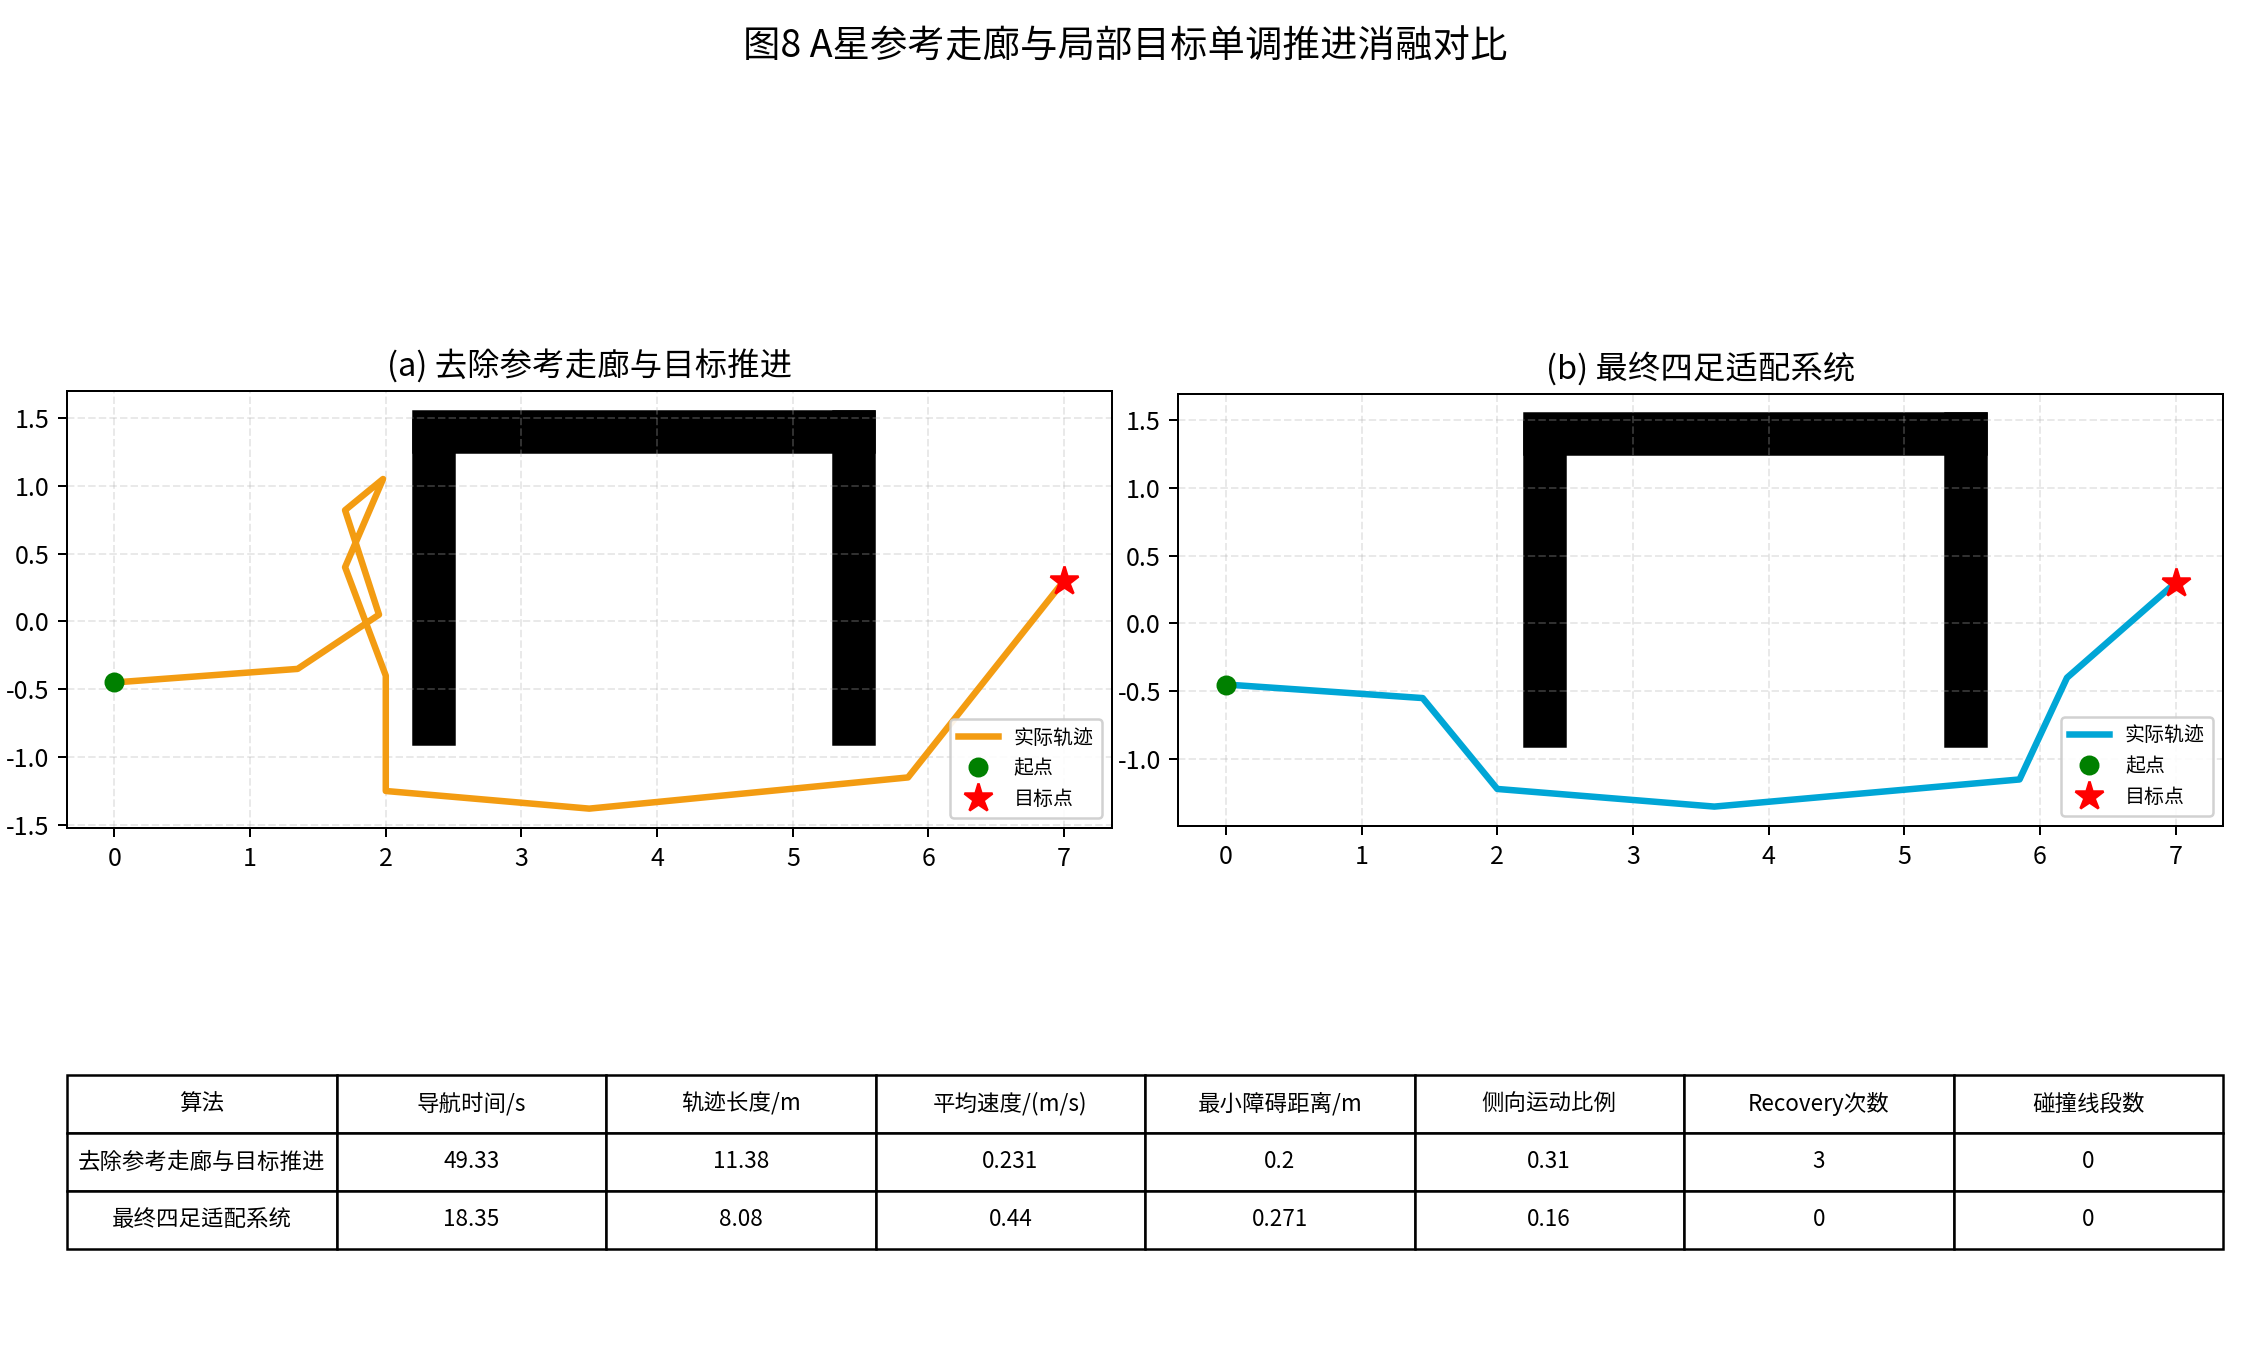 图8 A星参考走廊与局部目标单调推进消融对比
(a) 去除参考走廊与目标推进
1.5
1.0
0.5
0.0
-0.5
-1.0
-1.5
0 1 2 3 4 5 6 7
实际轨迹
起点
目标点
(b) 最终四足适配系统
1.5
1.0
0.5
0.0
-0.5
-1.0
0 1 2 3 4 5 6 7
实际轨迹
起点
目标点
算法 导航时间/s 轨迹长度/m 平均速度/(m/s) 最小障碍距离/m 侧向运动比例 Recovery次数 碰撞线段数
去除参考走廊与目标推进 49.33 11.38 0.231 0.2 0.31 3 0
最终四足适配系统 18.35 8.08 0.44 0.271 0.16 0 0